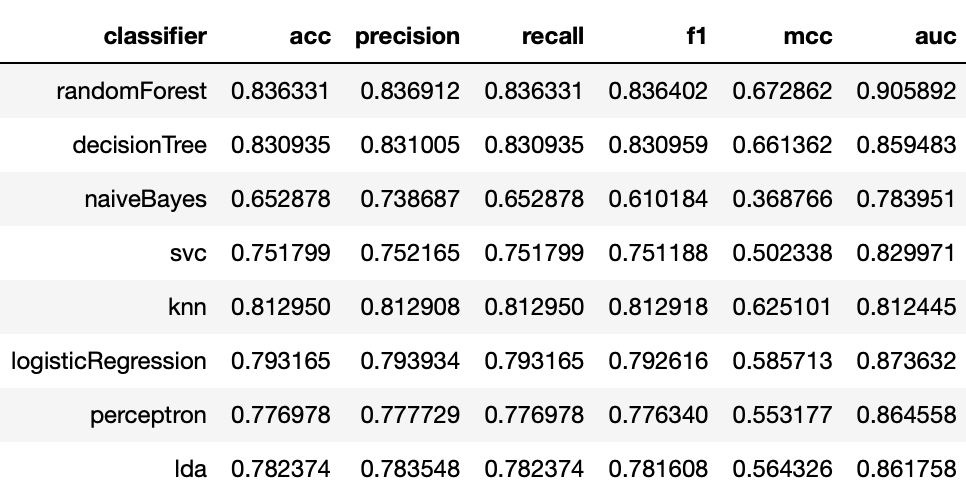 classifier acc precision recall f1 mcc auc
randomForest 0.836331 0.836912 0.836331 0.836402 0.672862 0.905892
decisionTree 0.830935 0.831005 0.830935 0.830959 0.661362 0.859483
naiveBayes 0.652878 0.738687 0.652878 0.610184 0.368766 0.783951
svc 0.751799 0.752165 0.751799 0.751188 0.502338 0.829971
knn 0.812950 0.812908 0.812950 0.812918 0.625101 0.812445
logisticRegression 0.793165 0.793934 0.793165 0.792616 0.585713 0.873632
perceptron 0.776978 0.777729 0.776978 0.776340 0.553177 0.864558
lda 0.782374 0.783548 0.782374 0.781608 0.564326 0.861758